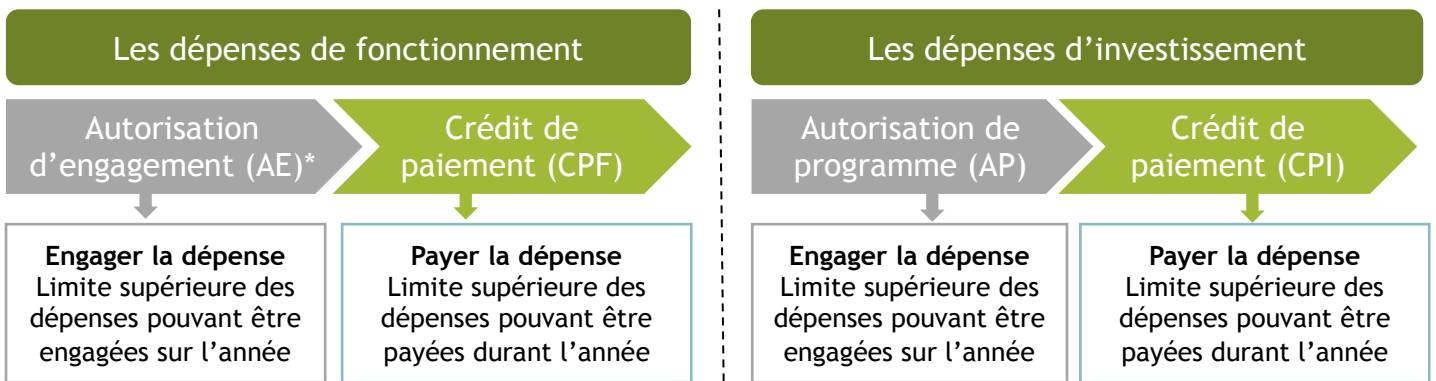 Les dépenses de fonctionnement
Autorisation
d’engagement (AE)*
Crédit de
paiement (CPF)
Engager la dépense
Limite supérieure des
dépenses pouvant être
engagées sur l’année
Payer la dépense
Limite supérieure des
dépenses pouvant être
payées durant l’année
Les dépenses d’investissement
Autorisation de
programme (AP)
Crédit de
paiement (CPI)
Engager la dépense
Limite supérieure des
dépenses pouvant être
engagées sur l’année
Payer la dépense
Limite supérieure des
dépenses pouvant être
payées durant l’année